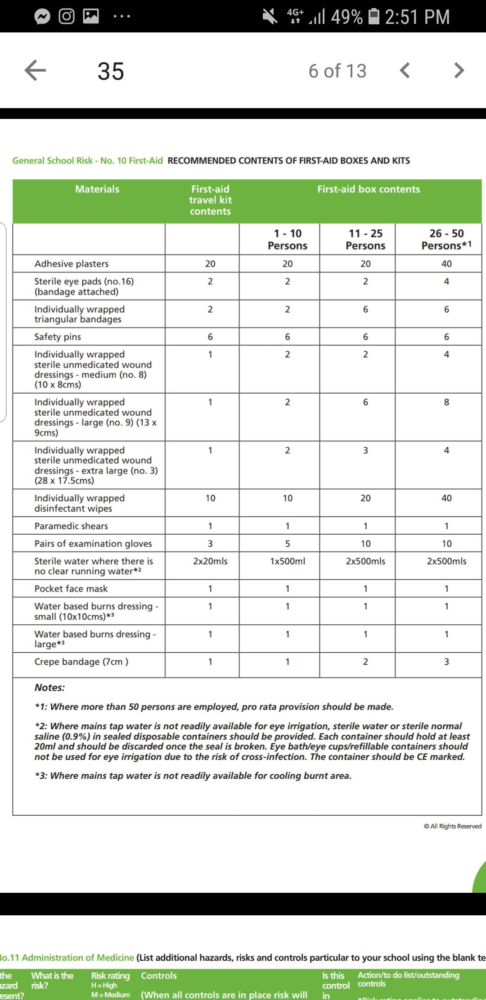 4G+ 49% 2:51 PM
35 6 of 13
General School Risk - No. 10 First-Aid RECOMMENDED CONTENTS OF FIRST-AID BOXES AND KITS
Materials First-aid travel kit contents First-aid box contents
1 - 10 Persons 11 - 25 Persons 26 - 50 Persons*1
Adhesive plasters 20 20 20 40
Sterile eye pads (no.16) 2 2 2 4
(bandage attached)
Individually wrapped 2 2 6 6
triangular bandages
Safety pins 6 6 6 6
Individually wrapped 1 2 2 4
sterile unmedicated wound
dressings - medium (no. 8)
(10 x 8cms)
Individually wrapped 1 2 6 8
sterile unmedicated wound
dressings - large (no. 9) (13 x
9cms)
Individually wrapped 1 2 3 4
sterile unmedicated wound
dressings - extra large (no. 3)
(28 x 17.5cms)
Individually wrapped 10 10 20 40
disinfectant wipes
Paramedic shears 1 1 1 1
Pairs of examination gloves 3 5 10 10
Sterile water where there is 2x20mls 1x500ml 2x500mls 2x500mls
no clear running water*2
Pocket face mask 1 1 1 1
Water based burns dressing - 1 1 1 1
small (10x10cms)*3
Water based burns dressing - 1 1 1 1
large*3
Crepe bandage (7cm ) 1 1 2 3
Notes:
*1: Where more than 50 persons are employed, pro rata provision should be made.
*2: Where mains tap water is not readily available for eye irrigation, sterile water or sterile normal
saline (0.9%) in sealed disposable containers should be provided. Each container should hold at least
20ml and should be discarded once the seal is broken. Eye bath/eye cups/refillable containers should
not be used for eye irrigation due to the risk of cross-infection. The container should be CE marked.
*3: Where mains tap water is not readily available for cooling burnt area.
© All Rights Reserved
o.11 Administration of Medicine (List additional hazards, risks and controls particular to your school using the blank te
the What is the Risk rating Controls Is this Action/to do list/outstanding
zard risk? H = High control controls
esent? M = Medium (When all controls are in place risk will in